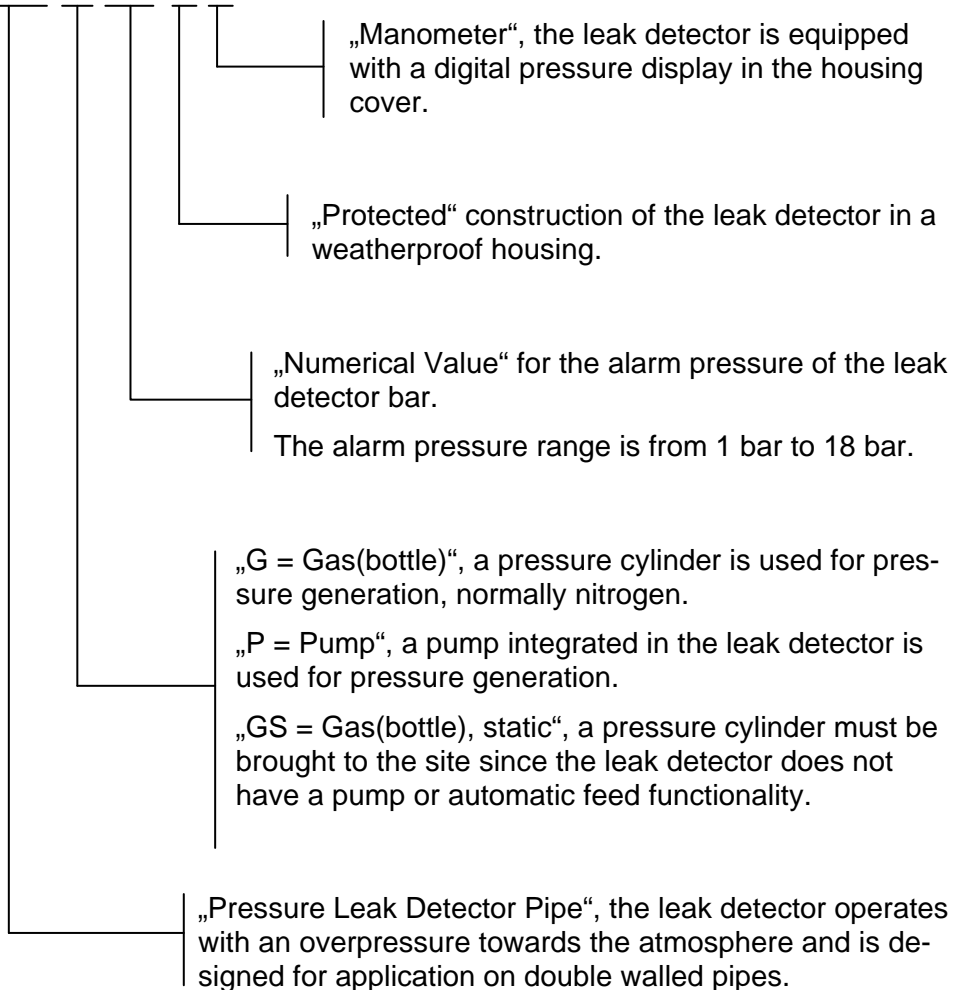 „Manometer“, the leak detector is equipped
with a digital pressure display in the housing
cover.
„Protected“ construction of the leak detector in a
weatherproof housing.
„Numerical Value“ for the alarm pressure of the leak
detector bar.
The alarm pressure range is from 1 bar to 18 bar.
„G = Gas(bottle)“, a pressure cylinder is used for pres-
sure generation, normally nitrogen.
„P = Pump“, a pump integrated in the leak detector is
used for pressure generation.
„GS = Gas(bottle), static“, a pressure cylinder must be
brought to the site since the leak detector does not
have a pump or automatic feed functionality.
„Pressure Leak Detector Pipe“, the leak detector operates
with an overpressure towards the atmosphere and is de-
signed for application on double walled pipes.